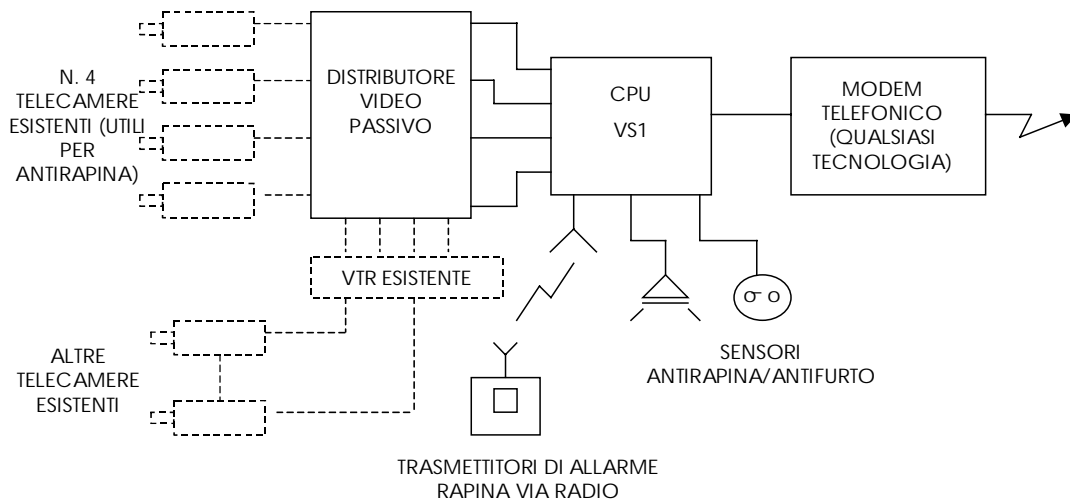 N. 4
TELECAMERE
ESISTENTI (UTILI
PER
ANTIRAPINA)
DISTRIBUTORE
VIDEO
PASSIVO
CPU
VS1
MODEM
TELEFONICO
(QUALSIASI
TECNOLOGIA)
VTR ESISTENTE
ALTRE
TELECAMERE
ESISTENTI
SENSORI
ANTIRAPINA/ANTIFURTO
TRASMETTITORI DI ALLARME
RAPINA VIA RADIO